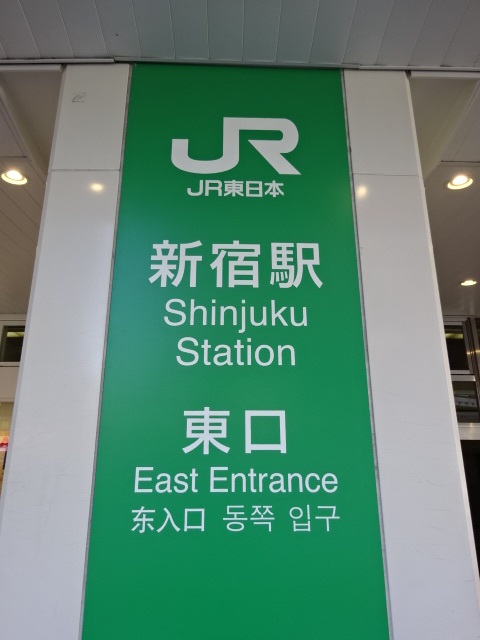 JR
JR東日本
新宿駅
Shinjuku
Station
東口
East Entrance
东入口 동쪽 입구